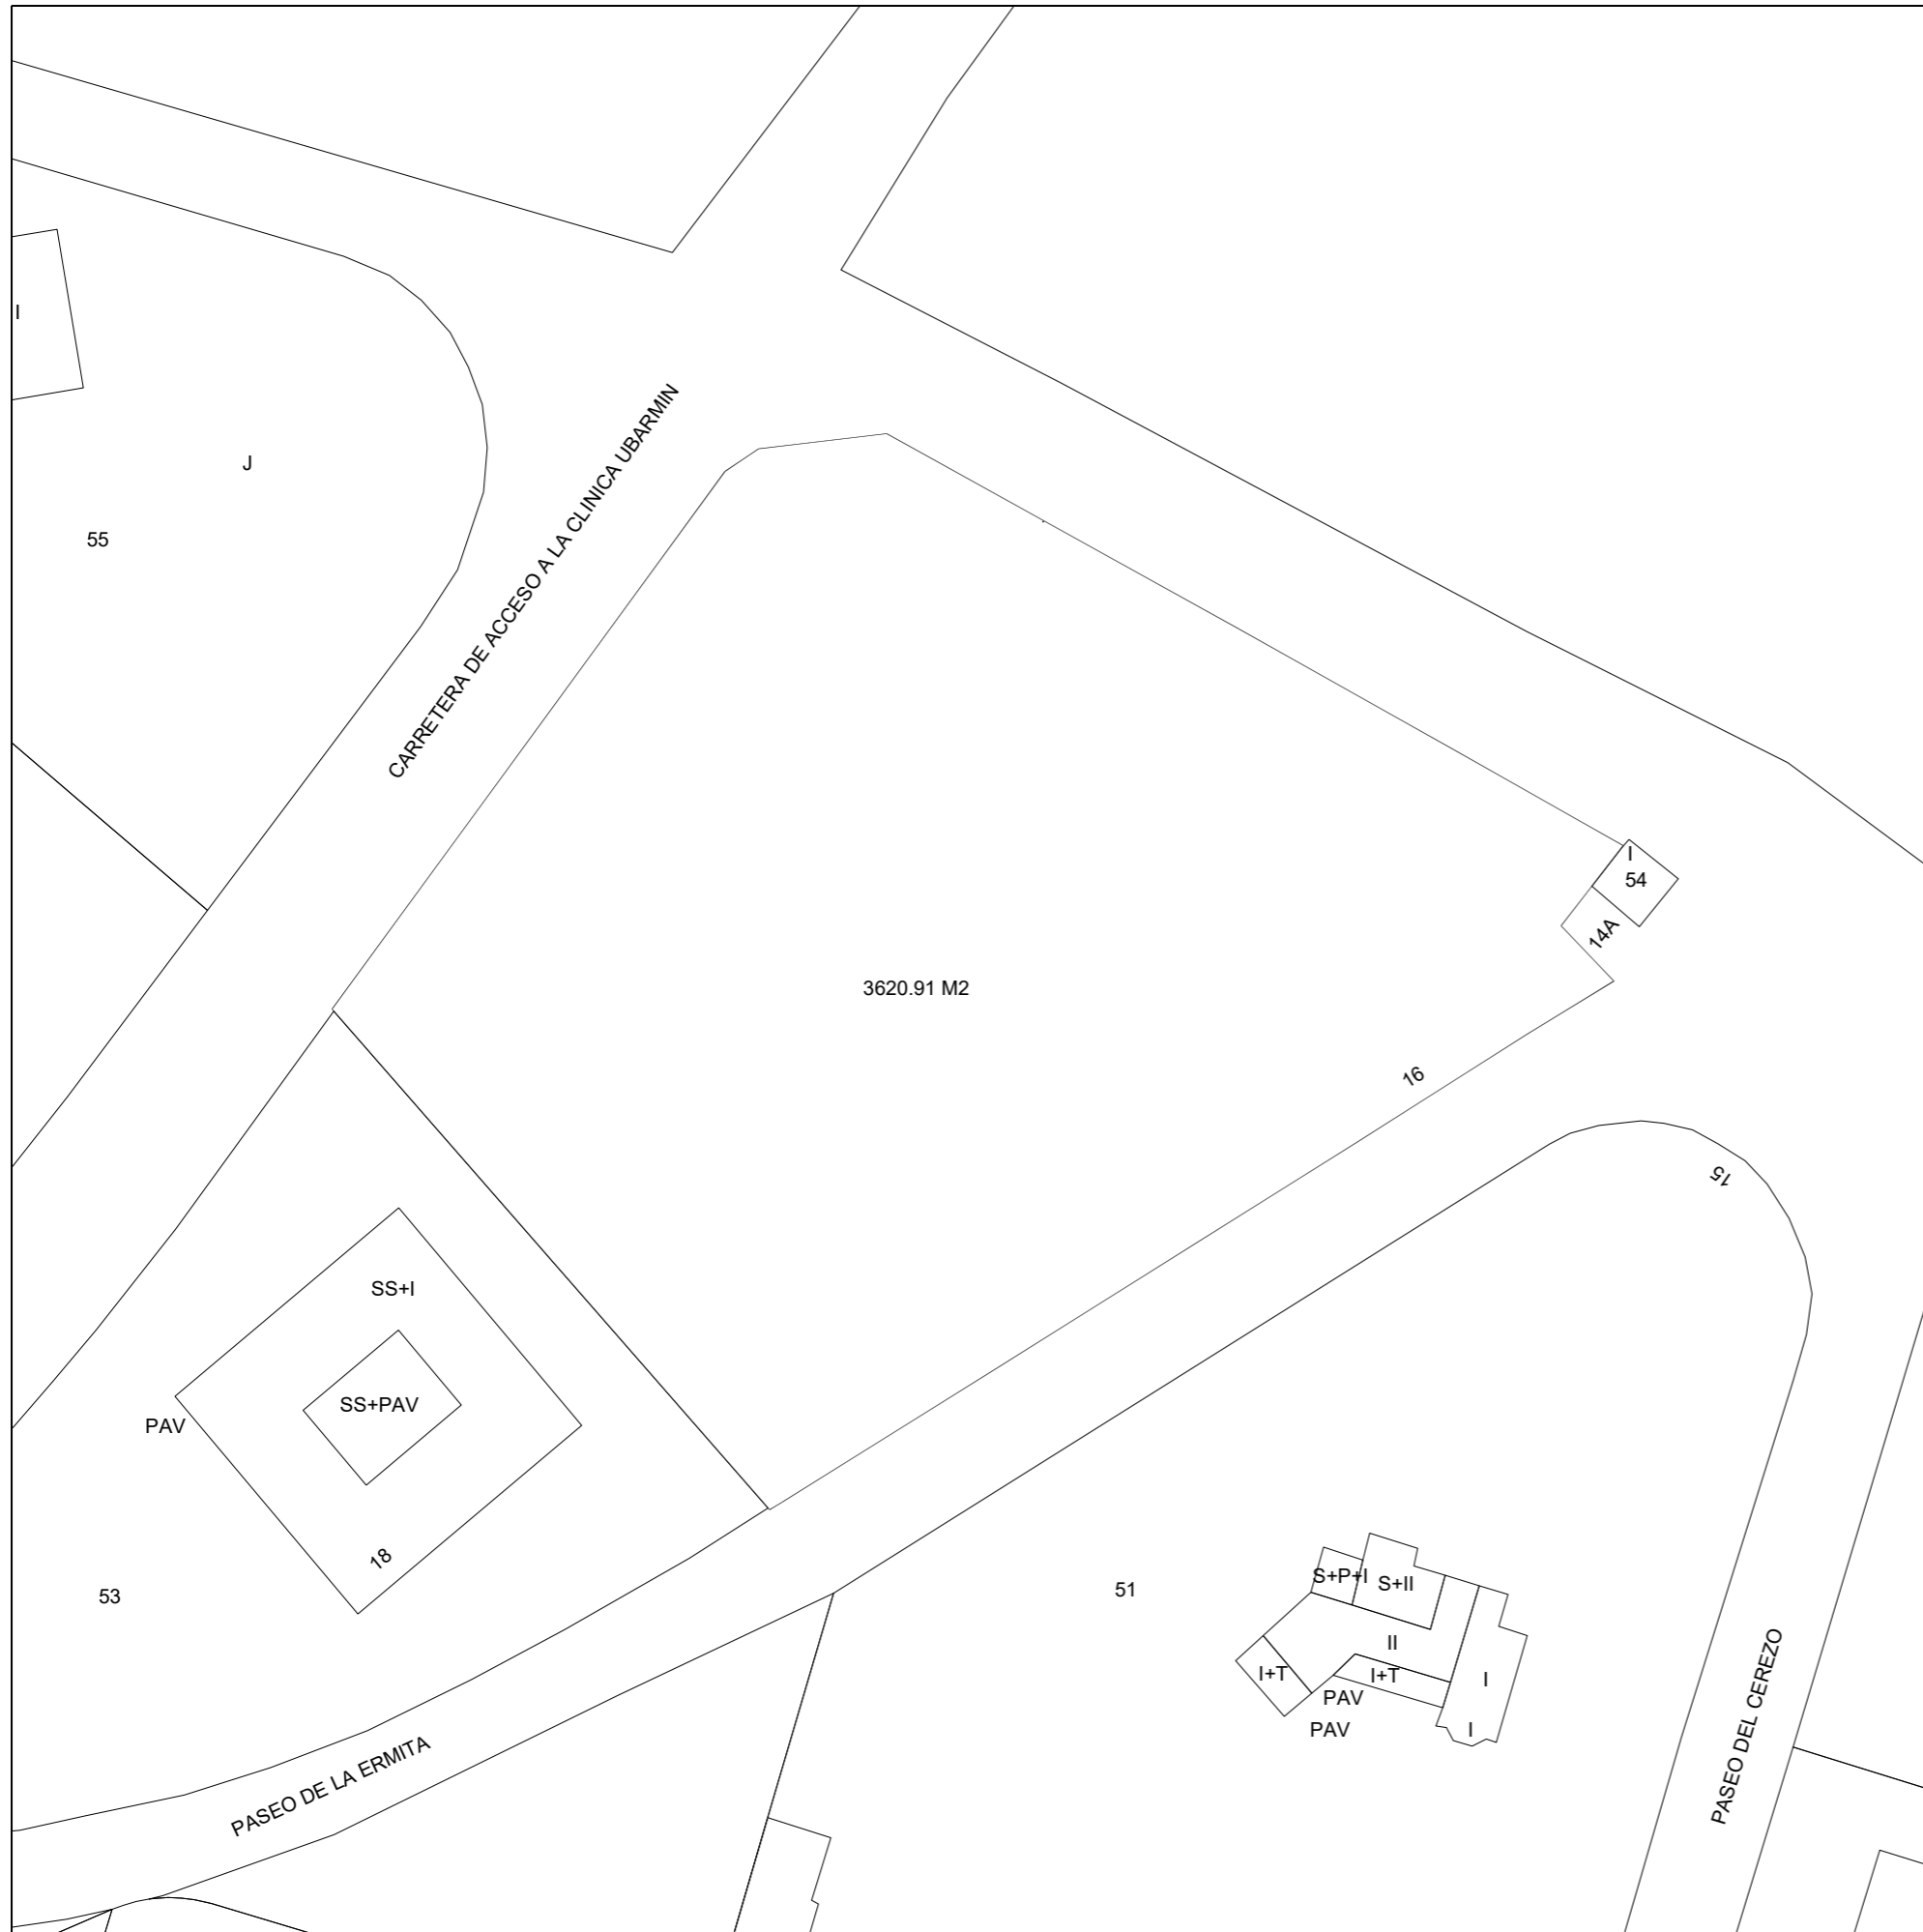 I
J
55
CARRETERA DE ACCESO A LA CLINICA UBARMIN
I
54
14A
3620.91 M2
16
15
SS+I
SS+PAV
PAV
18
53
51
S+P+I
S+II
II
I+T
I+T
I
PAV
PAV
I
PASEO DE LA ERMITA
PASEO DEL CEREZO